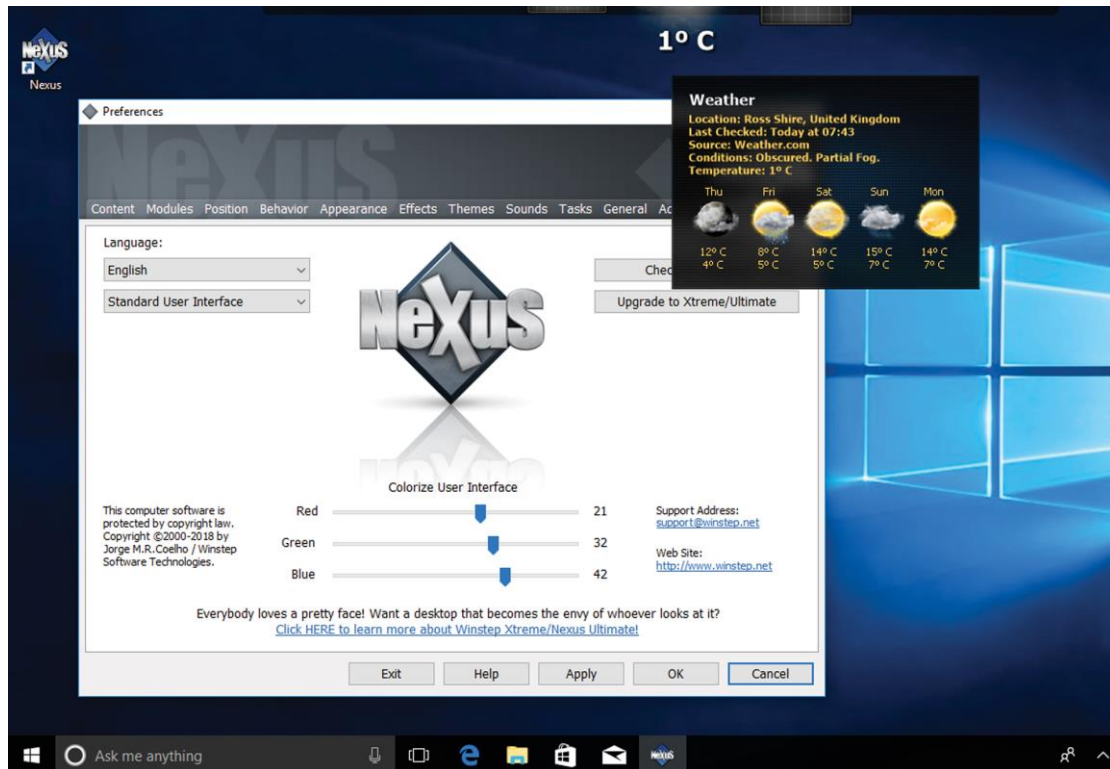 1º C
NeXuS
Nexus
Preferences
NeXuS
Content Modules Position Behavior Appearance Effects Themes Sounds Tasks General
Weather
Location: Ross Shire, United Kingdom
Last Checked: Today at 07:43
Source: Weather.com
Conditions: Obscured. Partial Fog.
Temperature: 1º C
Thu Fri Sat Sun Mon
12º C 8º C 14º C 15º C 14º C
4º C 5º C 5º C 7º C 7º C
Language:
English
Standard User Interface
NeXuS
Upgrade to Xtreme/Ultimate
Colorize User Interface
This computer software is
protected by copyright law.
Copyright ©2000-2018 by
Jorge M.R.Coelho / Winstep
Software Technologies.
Red 21
Green 32
Blue 42
Support Address:
support@winstep.net
Web Site:
http://www.winstep.net
Everybody loves a pretty face! Want a desktop that becomes the envy of whoever looks at it?
Click HERE to learn more about Winstep Xtreme/Nexus Ultimate!
Exit Help Apply OK Cancel
Ask me anything
NeXuS